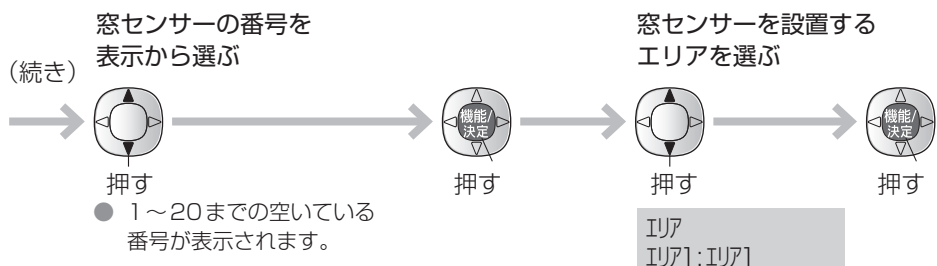 窓センサーの番号を
表示から選ぶ
窓センサーを設置する
エリアを選ぶ
(続き)
機能/
決定
機能/
決定
押す
押す
押す
押す
● 1～20までの空いている
番号が表示されます。
ｴﾘｱ
ｴﾘｱ1:ｴﾘｱ1